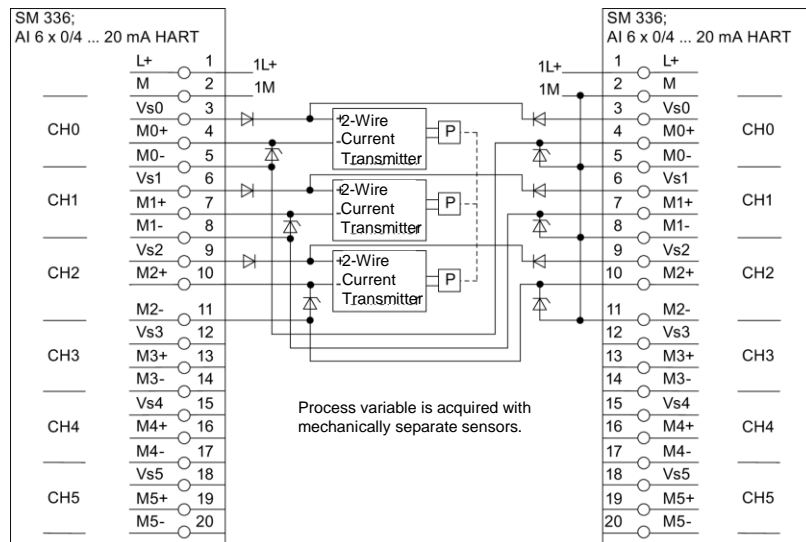 SM 336;
AI 6 x 0/4 ... 20 mA HART
L+ 1 1L+
M 2 1M
Vs0 3
CH0 M0+ 4
M0- 5
Vs1 6
CH1 M1+ 7
M1- 8
Vs2 9
CH2 M2+ 10
M2- 11
Vs3 12
CH3 M3+ 13
M3- 14
Vs4 15
CH4 M4+ 16
M4- 17
Vs5 18
CH5 M5+ 19
M5- 20
+2-Wire
-Current
Transmitter
P
+2-Wire
-Current
Transmitter
P
+2-Wire
-Current
Transmitter
P
Process variable is acquired with
mechanically separate sensors.
SM 336;
AI 6 x 0/4 ... 20 mA HART
1L+ 1 L+
1M 2 M
3 Vs0
4 M0+ CH0
5 M0-
6 Vs1
7 M1+ CH1
8 M1-
9 Vs2
10 M2+ CH2
11 M2-
12 Vs3
13 M3+ CH3
14 M3-
15 Vs4
16 M4+ CH4
17 M4-
18 Vs5
19 M5+ CH5
20 M5-